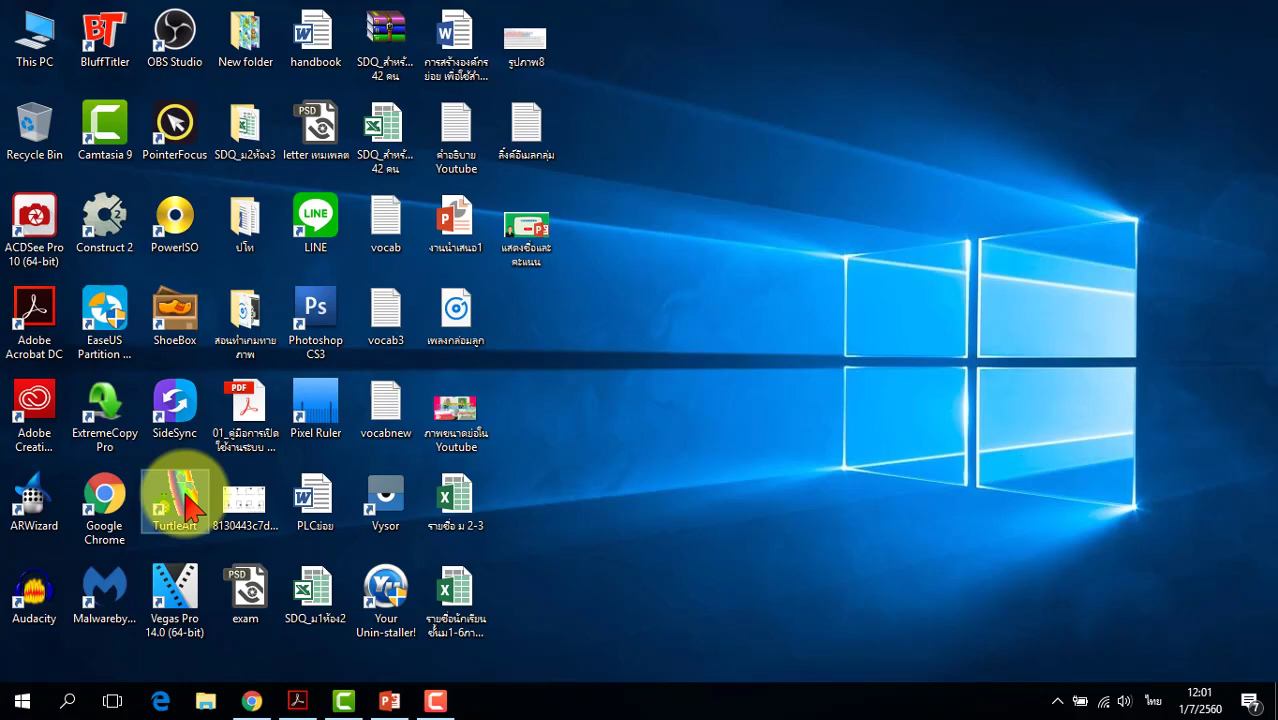 This PC
BluffTitler
OBS Studio
New folder
handbook
SDQ_สำหรั...
42 คน
การสร้างองค์กร
ย่อย เพื่อใส่คำ...
รูปภาพ8
Recycle Bin
Camtasia 9
PointerFocus
SDQ_ม2ห้อง3
letter เทมเพลต
SDQ_สำหรั...
42 คน
คำอธิบาย
Youtube
ลิ้งค์อีเมลกลุ่ม
ACDSee Pro
10 (64-bit)
Construct 2
PowerISO
ปโท
LINE
vocab
งานนำเสนอ1
แสดงชื่อและ
คะแนน
Adobe
Acrobat DC
EaseUS
Partition ...
ShoeBox
สอนทำเกมทาย
ภาพ
Photoshop
CS3
vocab3
เพลงกล่อมลูก
Adobe
Creati...
ExtremeCopy
Pro
SideSync
01_คู่มือการเปิด
ใช้งานระบบ ...
Pixel Ruler
vocabnew
ภาพขนาดย่อใน
Youtube
ARWizard
Google
Chrome
TurtleArt
8130443c7d...
PLCย่อย
Vysor
รายชื่อ ม 2-3
Audacity
Malwareby...
Vegas Pro
14.0 (64-bit)
exam
SDQ_ม1ห้อง2
Your
Unin-staller!
รายชื่อนักเรียน
ชั้นม1-6ภา...
ไทย
12:01
1/7/2560
7